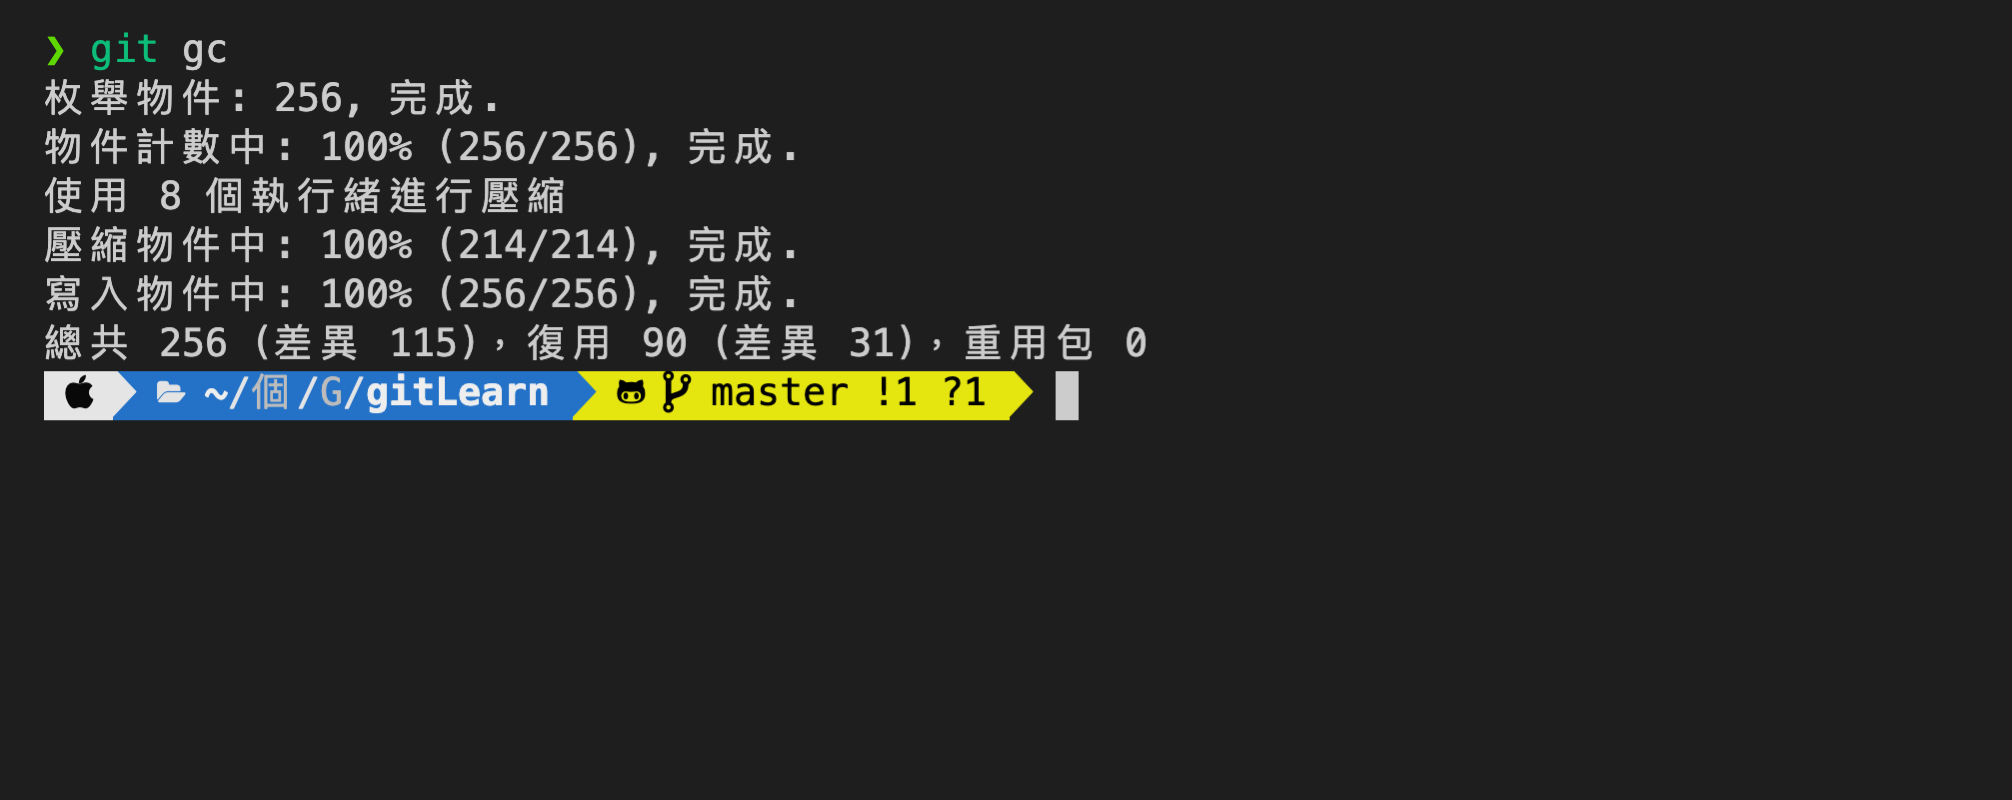 ❯ git gc
枚舉物件: 256, 完成.
物件計數中: 100% (256/256), 完成.
使用 8 個執行緒進行壓縮
壓縮物件中: 100% (214/214), 完成.
寫入物件中: 100% (256/256), 完成.
總共 256 (差異 115)，復用 90 (差異 31)，重用包 0
~/個/G/gitLearn master !1 ?1